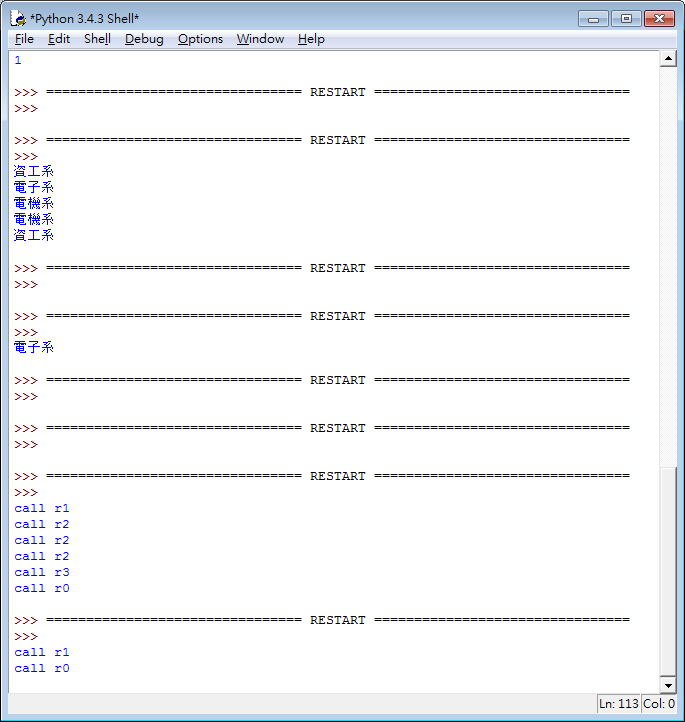 *Python 3.4.3 Shell*
File Edit Shell Debug Options Window Help
1
>>> ================================ RESTART ================================
>>>
>>> ================================ RESTART ================================
>>>
資工系
電子系
電機系
電機系
資工系
>>> ================================ RESTART ================================
>>>
>>> ================================ RESTART ================================
>>>
電子系
>>> ================================ RESTART ================================
>>>
>>> ================================ RESTART ================================
>>>
>>> ================================ RESTART ================================
>>>
call r1
call r2
call r2
call r2
call r3
call r0
>>> ================================ RESTART ================================
>>>
call r1
call r0
Ln: 113 Col: 0